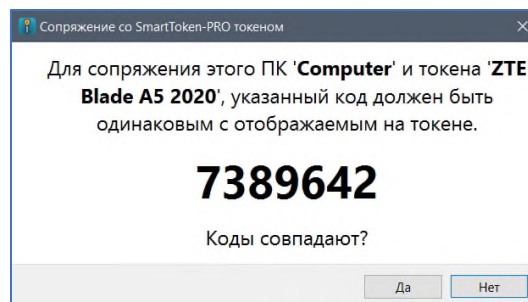 Сопряжение со SmartToken-PRO токеном
Для сопряжения этого ПК 'Computer' и токена 'ZTE
Blade A5 2020', указанный код должен быть
одинаковым с отображаемым на токене.
7389642
Коды совпадают?
Да Нет